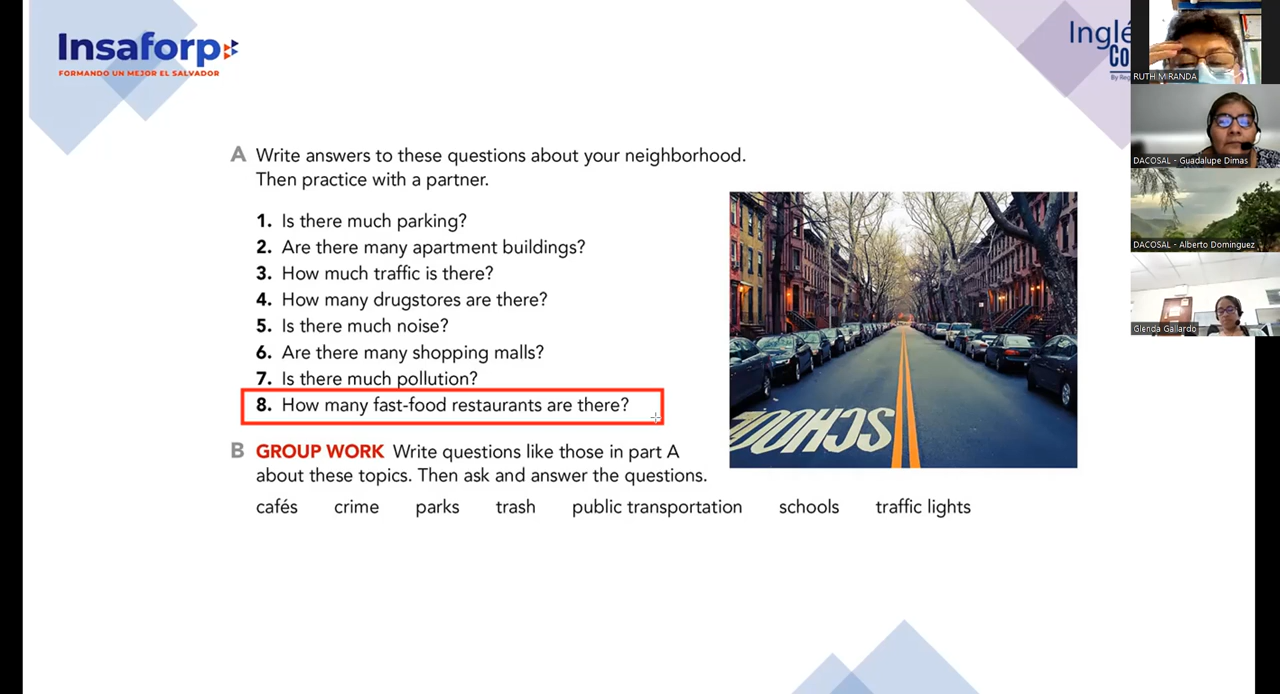 Insaforp
FORMANDO UN MEJOR EL SALVADOR
RUTH MIRANDA
DACOSAL - Guadalupe Dimas
DACOSAL - Alberto Dominguez
Glenda Gallardo
A Write answers to these questions about your neighborhood.
Then practice with a partner.
1. Is there much parking?
2. Are there many apartment buildings?
3. How much traffic is there?
4. How many drugstores are there?
5. Is there much noise?
6. Are there many shopping malls?
7. Is there much pollution?
8. How many fast-food restaurants are there?
SCHOOL
B GROUP WORK Write questions like those in part A
about these topics. Then ask and answer the questions.
cafés crime parks trash public transportation schools traffic lights